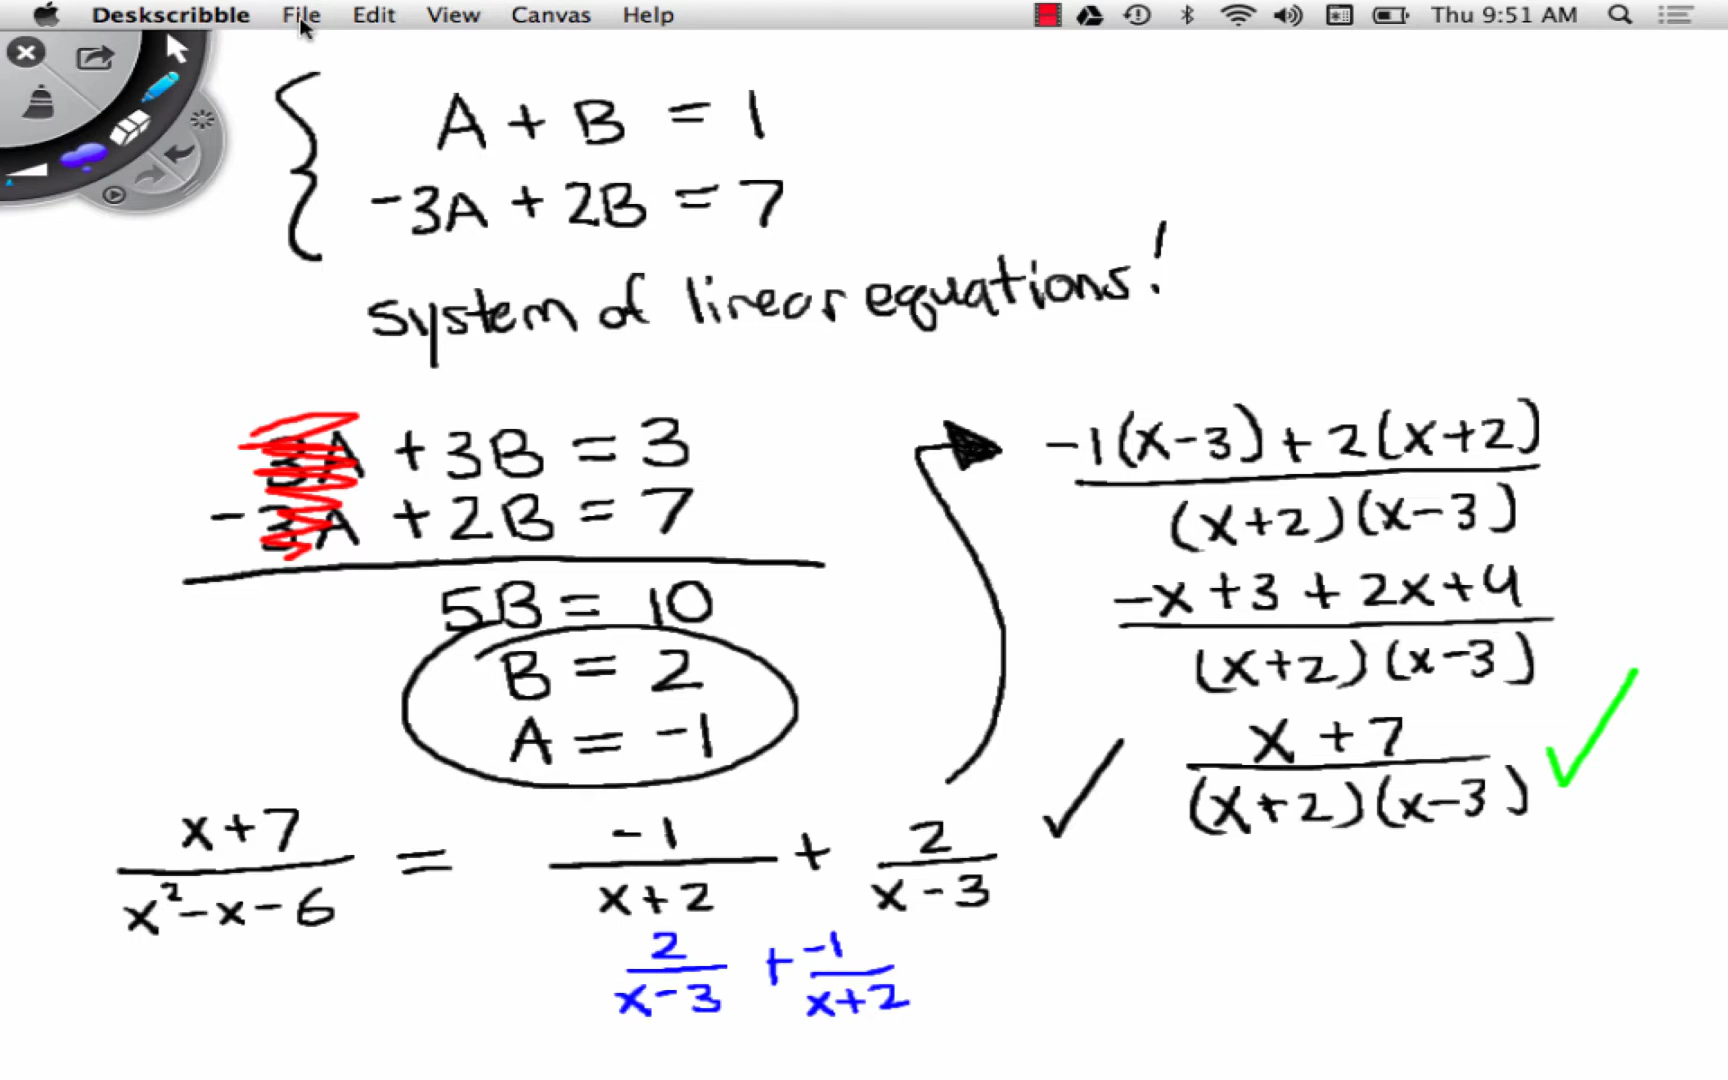 Deskscribble File Edit View Canvas Help Thu 9:51 AM
A + B = 1
-3A + 2B = 7
system of linear equations!
3A + 3B = 3
-3A + 2B = 7
5B = 10
B = 2
A = -1
x+7 / x²-x-6 = -1 / x+2 + 2 / x-3
2 / x-3 + -1 / x+2
-1(x-3) + 2(x+2)
(x+2)(x-3)
-x + 3 + 2x + 4
(x+2)(x-3)
x + 7
(x+2)(x-3)